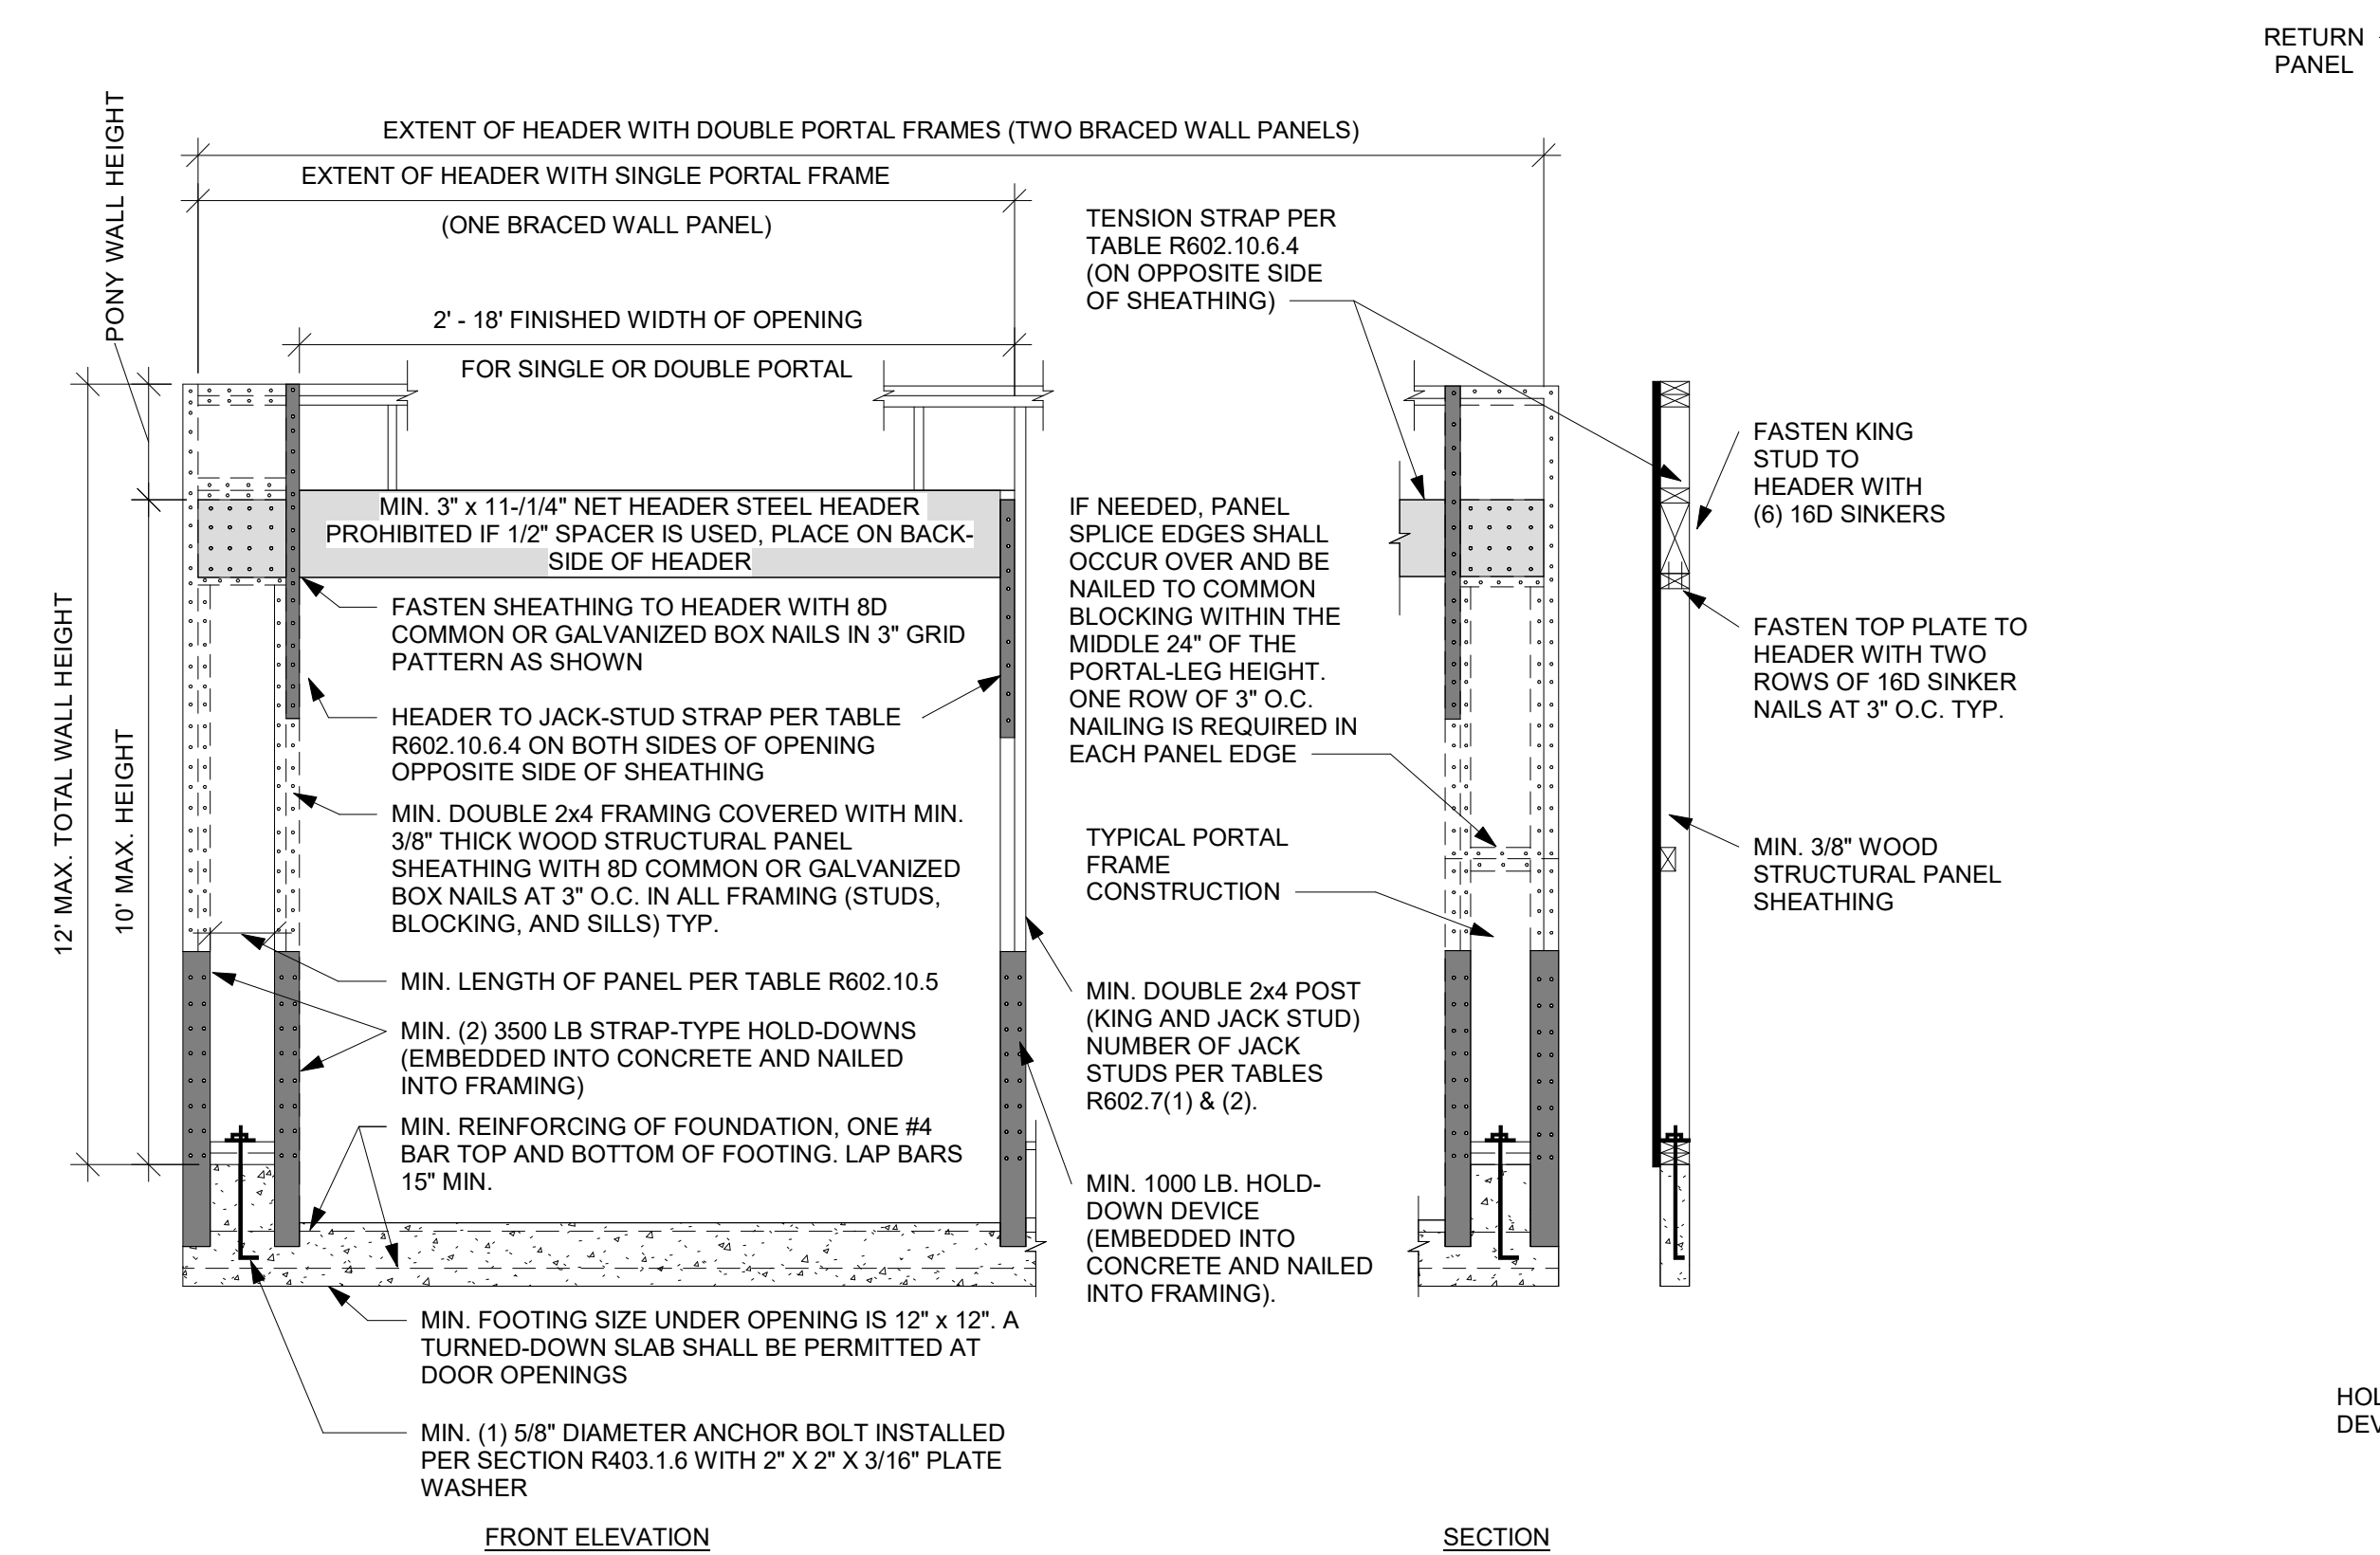 RETURN
PANEL
PONY WALL HEIGHT
EXTENT OF HEADER WITH DOUBLE PORTAL FRAMES (TWO BRACED WALL PANELS)
EXTENT OF HEADER WITH SINGLE PORTAL FRAME
(ONE BRACED WALL PANEL)
2' - 18' FINISHED WIDTH OF OPENING
FOR SINGLE OR DOUBLE PORTAL
TENSION STRAP PER
TABLE R602.10.6.4
(ON OPPOSITE SIDE
OF SHEATHING)
12' MAX. TOTAL WALL HEIGHT
10' MAX. HEIGHT
MIN. 3" x 11-/1/4" NET HEADER STEEL HEADER
PROHIBITED IF 1/2" SPACER IS USED, PLACE ON BACK-
SIDE OF HEADER
FASTEN SHEATHING TO HEADER WITH 8D
COMMON OR GALVANIZED BOX NAILS IN 3" GRID
PATTERN AS SHOWN
HEADER TO JACK-STUD STRAP PER TABLE
R602.10.6.4 ON BOTH SIDES OF OPENING
OPPOSITE SIDE OF SHEATHING
MIN. DOUBLE 2x4 FRAMING COVERED WITH MIN.
3/8" THICK WOOD STRUCTURAL PANEL
SHEATHING WITH 8D COMMON OR GALVANIZED
BOX NAILS AT 3" O.C. IN ALL FRAMING (STUDS,
BLOCKING, AND SILLS) TYP.
MIN. LENGTH OF PANEL PER TABLE R602.10.5
MIN. (2) 3500 LB STRAP-TYPE HOLD-DOWNS
(EMBEDDED INTO CONCRETE AND NAILED
INTO FRAMING)
MIN. REINFORCING OF FOUNDATION, ONE #4
BAR TOP AND BOTTOM OF FOOTING. LAP BARS
15" MIN.
MIN. FOOTING SIZE UNDER OPENING IS 12" x 12". A
TURNED-DOWN SLAB SHALL BE PERMITTED AT
DOOR OPENINGS
MIN. (1) 5/8" DIAMETER ANCHOR BOLT INSTALLED
PER SECTION R403.1.6 WITH 2" X 2" X 3/16" PLATE
WASHER
FRONT ELEVATION
IF NEEDED, PANEL
SPLICE EDGES SHALL
OCCUR OVER AND BE
NAILED TO COMMON
BLOCKING WITHIN THE
MIDDLE 24" OF THE
PORTAL-LEG HEIGHT.
ONE ROW OF 3" O.C.
NAILING IS REQUIRED IN
EACH PANEL EDGE
TYPICAL PORTAL
FRAME
CONSTRUCTION
MIN. DOUBLE 2x4 POST
(KING AND JACK STUD)
NUMBER OF JACK
STUDS PER TABLES
R602.7(1) & (2).
MIN. 1000 LB. HOLD-
DOWN DEVICE
(EMBEDDED INTO
CONCRETE AND NAILED
INTO FRAMING).
SECTION
FASTEN KING
STUD TO
HEADER WITH
(6) 16D SINKERS
FASTEN TOP PLATE TO
HEADER WITH TWO
ROWS OF 16D SINKER
NAILS AT 3" O.C. TYP.
MIN. 3/8" WOOD
STRUCTURAL PANEL
SHEATHING